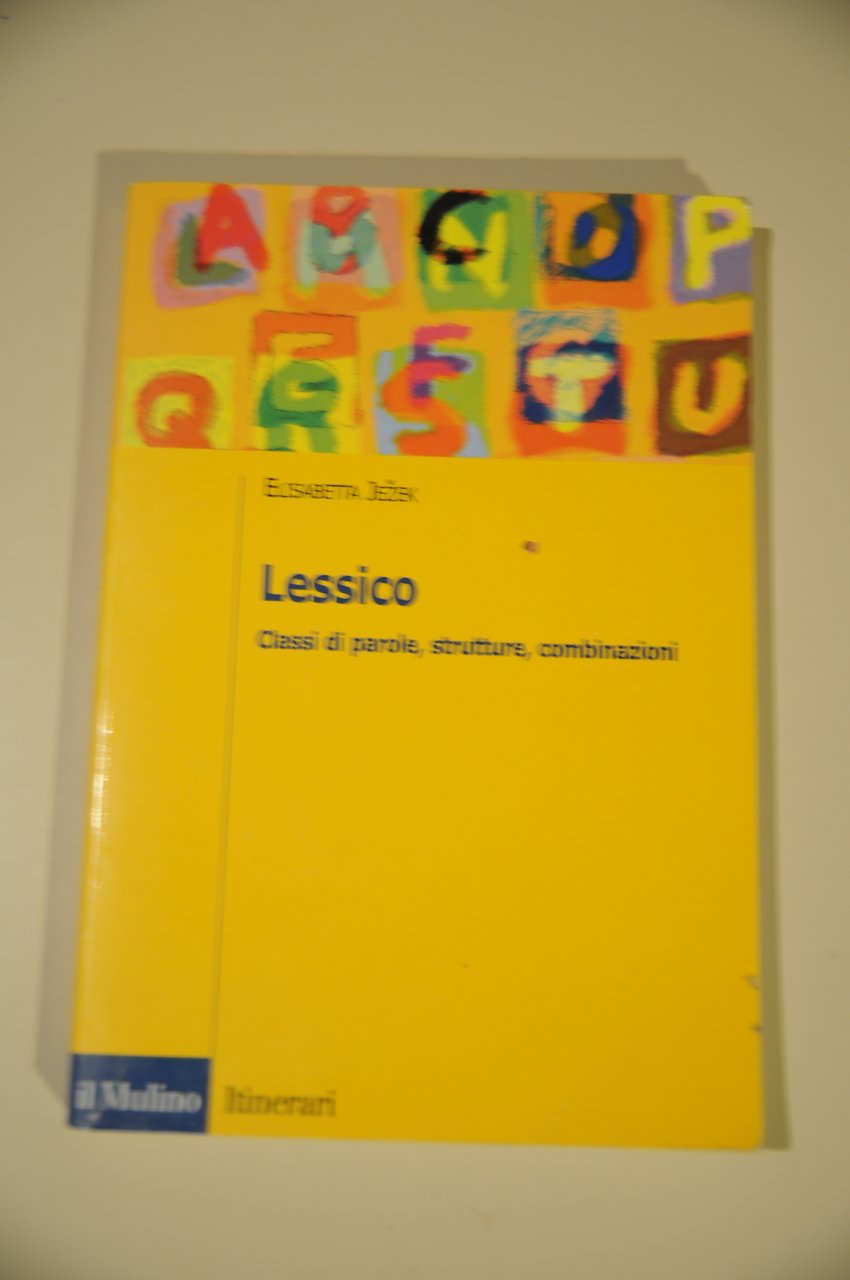 P
Q
U
ELISABETTA JEŽEK
Lessico
Classi di parole, strutture, combinazioni
il Mulino
Itinerari